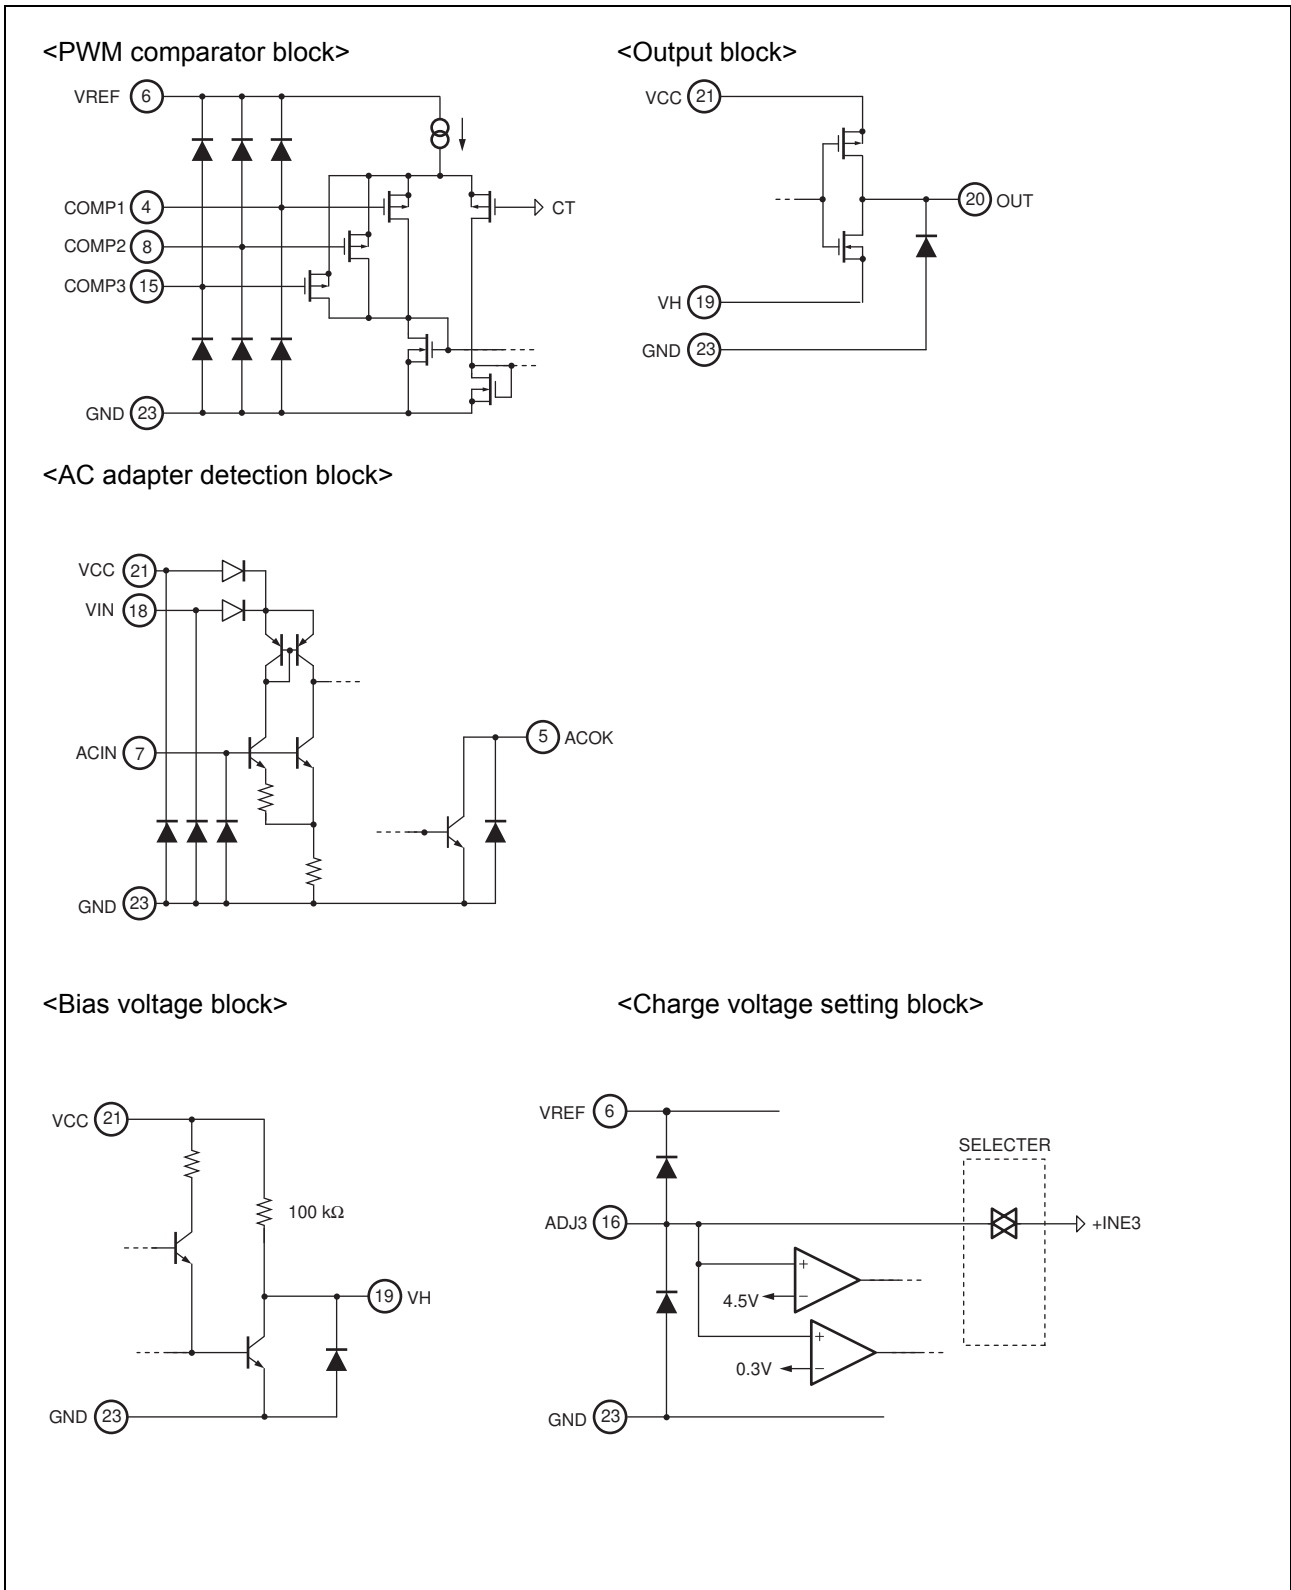 <PWM comparator block>
VREF 6
COMP1 4
CT
COMP2 8
COMP3 15
GND 23
<Output block>
VCC 21
20 OUT
VH 19
GND 23
<AC adapter detection block>
VCC 21
VIN 18
ACIN 7
5 ACOK
GND 23
<Bias voltage block>
VCC 21
100 kΩ
19 VH
GND 23
<Charge voltage setting block>
VREF 6
SELECTER
ADJ3 16
+INE3
+
4.5V
−
+
0.3V
−
GND 23